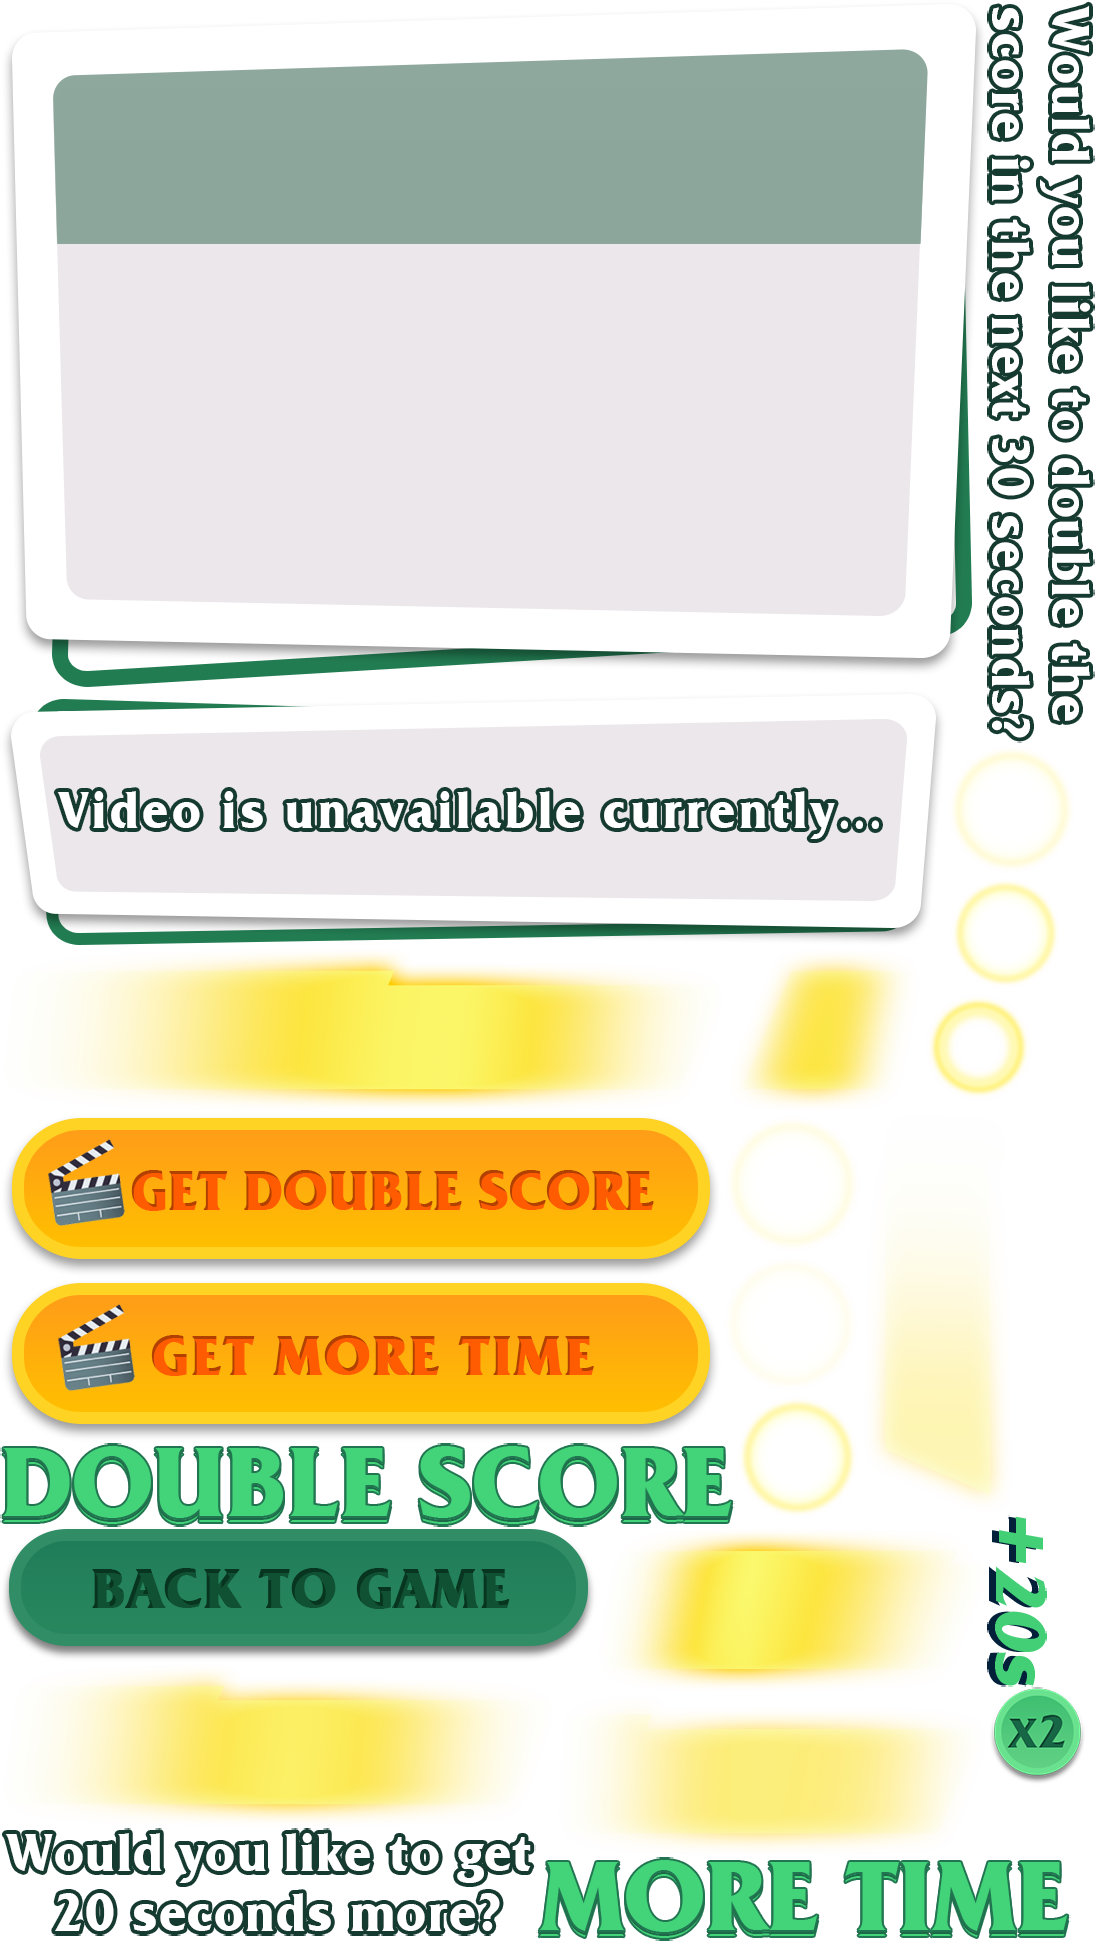 Would you like to double the
score in the next 30 seconds?
Video is unavailable currently...
GET DOUBLE SCORE
GET MORE TIME
DOUBLE SCORE
BACK TO GAME
+20s
X2
Would you like to get
20 seconds more?
MORE TIME